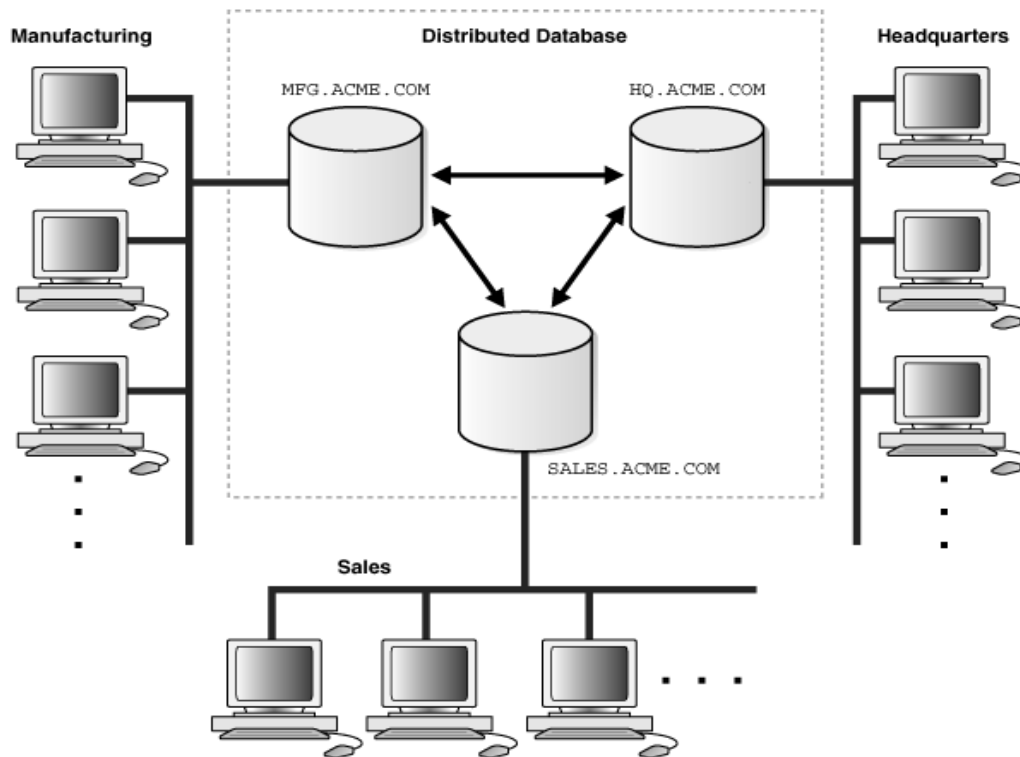 Manufacturing
Distributed Database
Headquarters
MFG.ACME.COM
HQ.ACME.COM
SALES.ACME.COM
Sales